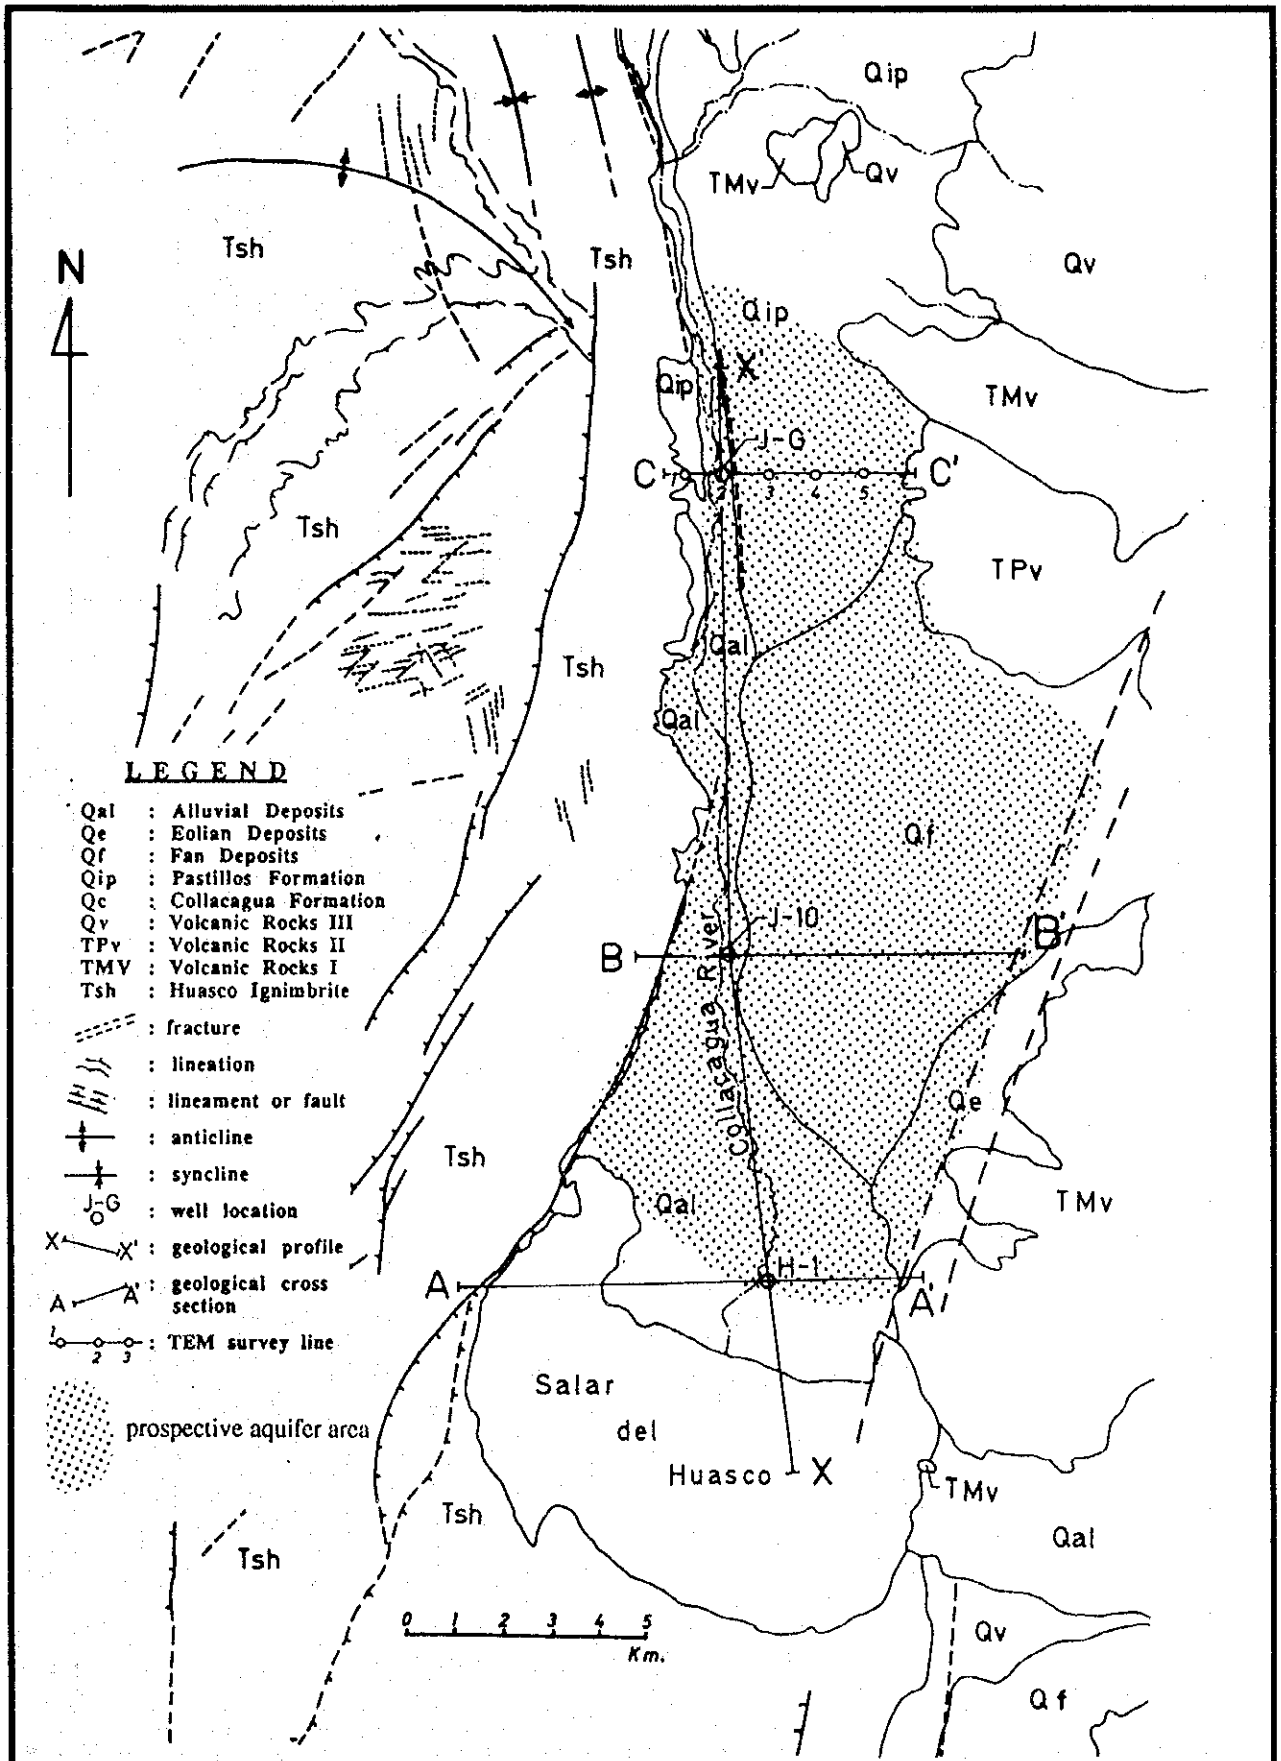 Qip
TMv
Qv
Tsh
Tsh
Qv
N
Qip
X
Qip
TMv
J-G
C
1
2
3
4
5
C'
Tsh
TPv
Tsh
Qal
Qal
LEGEND
Qal : Alluvial Deposits
Qe : Eolian Deposits
Qf : Fan Deposits
Qip : Pastillos Formation
Qc : Collacagua Formation
Qv : Volcanic Rocks III
TPv : Volcanic Rocks II
TMV : Volcanic Rocks I
Tsh : Huasco Ignimbrite
: fracture
: lineation
: lineament or fault
: anticline
: syncline
J-G : well location
X X' : geological profile
A A' : geological cross
section
1 2 3 : TEM survey line
prospective aquifer area
Qf
J-10
B
B'
Collacagua River
Qe
Tsh
Qal
TMv
H-1
A
A'
Salar
del
Huasco
X
TMv
Tsh
Tsh
Qal
0 1 2 3 4 5
Km.
Qv
Qf